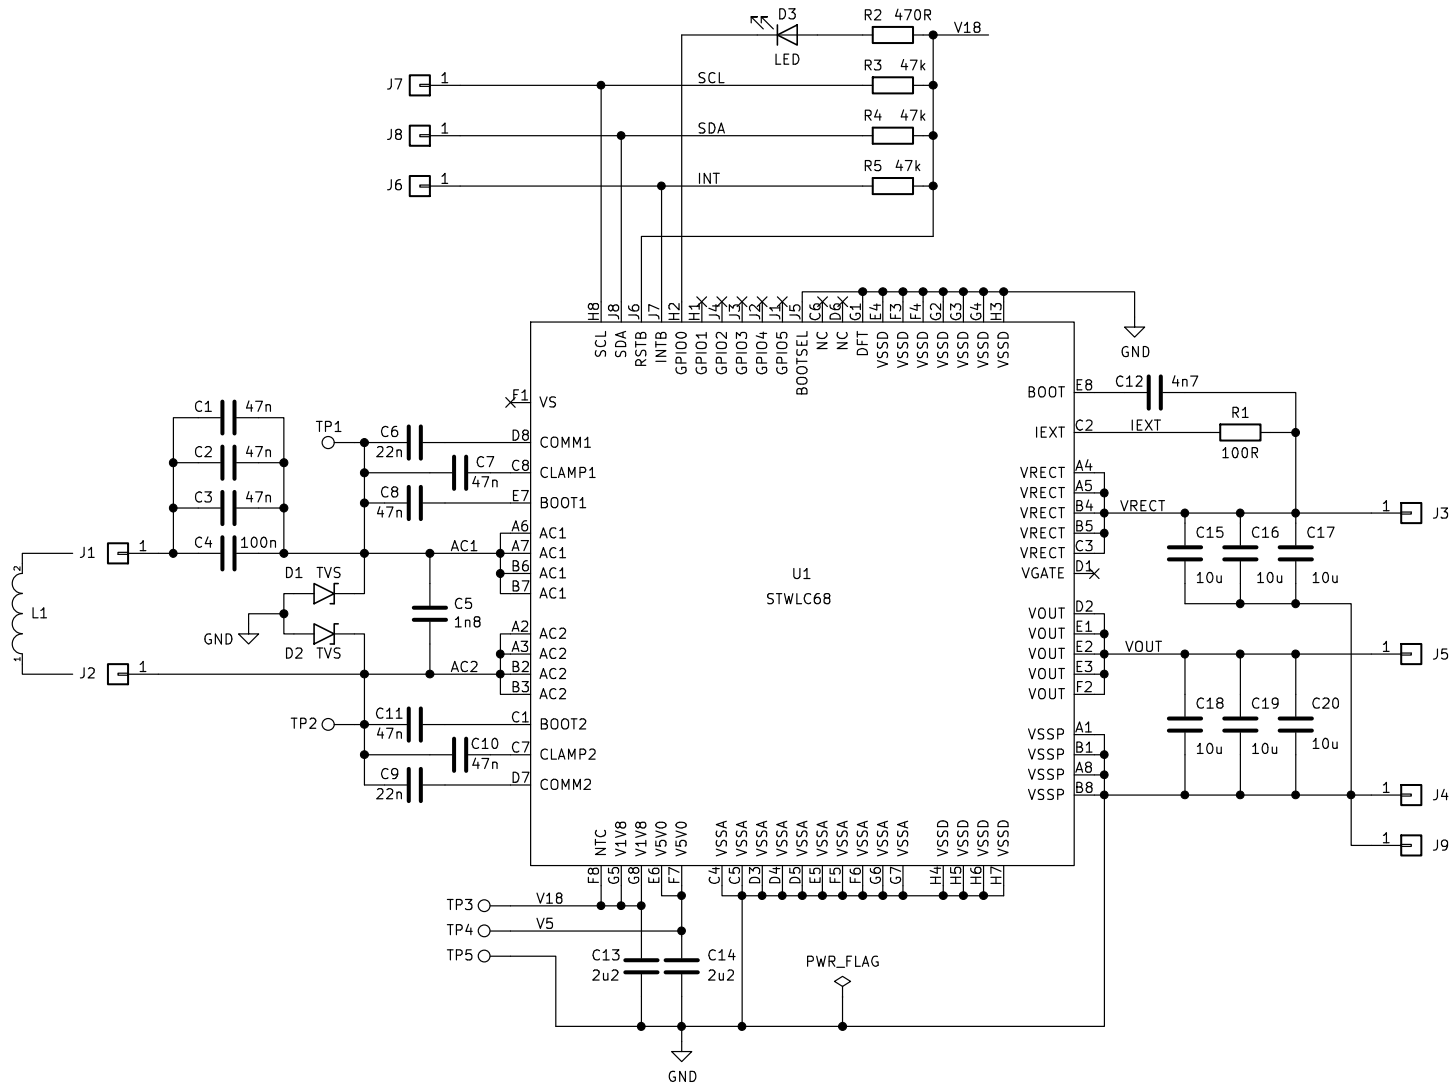 D3
R2 470R
V18
LED
R3 47k
J7 1
SCL
R4 47k
J8 1
SDA
R5 47k
J6 1
INT
H8 J8 J6 J7 H2 H1 J4 J3 J2 J1 J5 C6 D6 G1 E4 F3 F4 G2 G3 G4 H3
SCL SDA RSTB INTB GPIO0 GPIO1 GPIO2 GPIO3 GPIO4 GPIO5 BOOTSEL NC NC DFT VSSD VSSD VSSD VSSD VSSD VSSD VSSD
GND
F1 VS
BOOT E8
C12 4n7
C1 47n
TP1
C6
22n
D8 COMM1
IEXT C2
IEXT
R1
100R
C2 47n
C7
47n
C8 CLAMP1
VRECT A4
C3 47n
C8
47n
E7 BOOT1
VRECT A5
VRECT B4
VRECT
1 J3
A6 AC1
VRECT B5
C15
10u
C16
10u
C17
10u
L1
2
1
J1 1
C4 100n
AC1
A7 AC1
VRECT C3
B6 AC1
VGATE D1
B7 AC1
D1 TVS
U1
STWLC68
C5
1n8
GND
D2 TVS
VOUT D2
A2 AC2
VOUT E1
A3 AC2
VOUT E2
VOUT
1 J5
J2 1
AC2
B2 AC2
VOUT E3
B3 AC2
VOUT F2
C18
10u
C19
10u
C20
10u
TP2
C11
47n
C1 BOOT2
VSSP A1
C10
47n
C7 CLAMP2
VSSP B1
VSSP A8
C9
22n
D7 COMM2
VSSP B8
1 J4
1 J9
NTC V1V8 V1V8 V5V0 V5V0 VSSA VSSA VSSA VSSA VSSA VSSA VSSA VSSA VSSA VSSA VSSD VSSD VSSD VSSD
F8 G5 G8 E6 F7 C4 C5 D3 D4 D5 E5 F5 F6 G6 G7 H4 H5 H6 H7
TP3 V18
TP4 V5
TP5
C13
2u2
C14
2u2
PWR_FLAG
GND